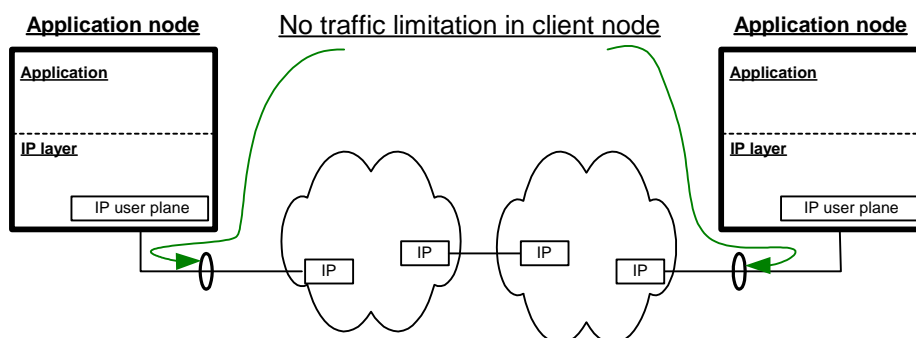 Application node
No traffic limitation in client node
Application node
Application
IP layer
IP user plane
Application
IP layer
IP user plane
IP
IP
IP
IP